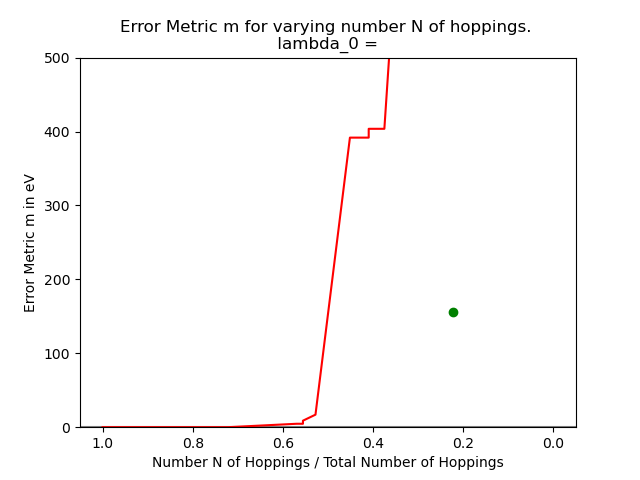 Error Metric m for varying number N of hoppings.
lambda_0 =
500
400
300
200
100
0
Error Metric m in eV
1.0 0.8 0.6 0.4 0.2 0.0
Number N of Hoppings / Total Number of Hoppings